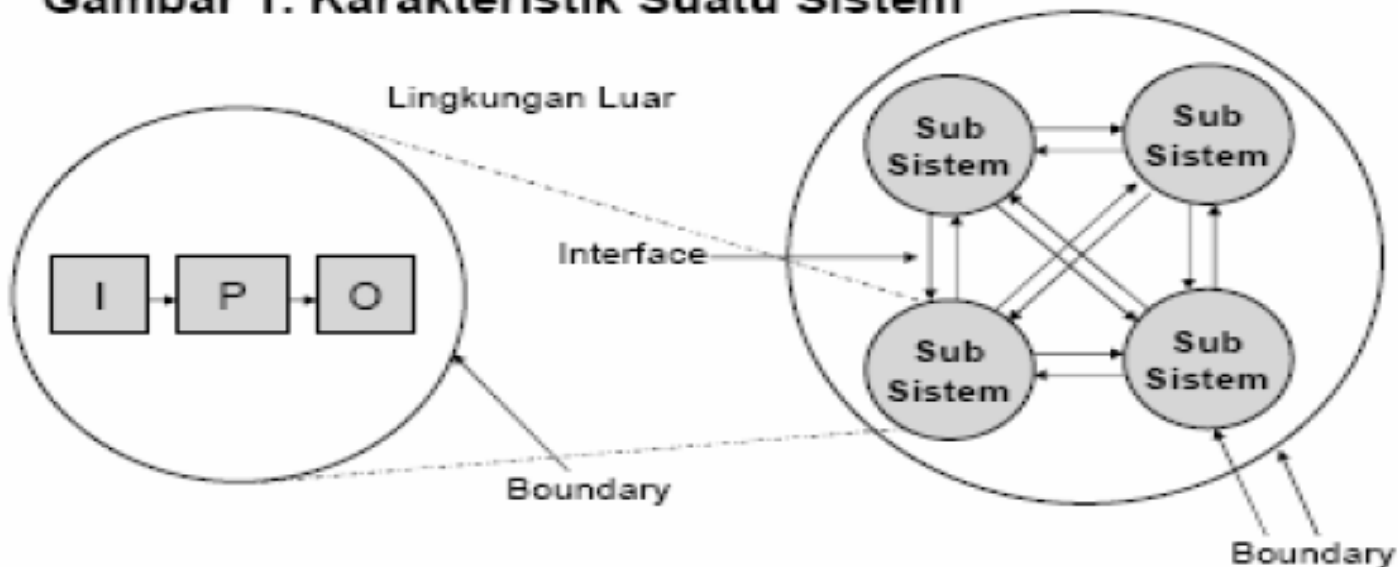 Gambar 1. Karakteristik Suatu Sistem
Lingkungan Luar
Sub
Sistem
Sub
Sistem
Interface
I
P
O
Sub
Sistem
Sub
Sistem
Boundary
Boundary